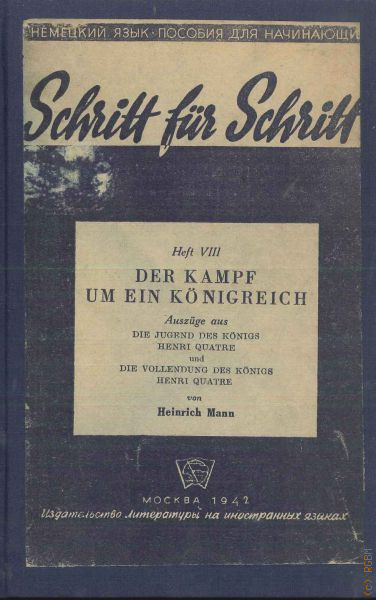 НЕМЕЦКИЙ ЯЗЫК • ПОСОБИЯ ДЛЯ НАЧИНАЮЩИ
Schritt für Schritt
Heft VIII
DER KAMPF
UM EIN KÖNIGREICH
Auszüge aus
DIE JUGEND DES KÖNIGS
HENRI QUATRE
und
DIE VOLLENDUNG DES KÖNIGS
HENRI QUATRE
von
Heinrich Mann
МОСКВА 1942
Издательство литературы на иностранных языках
(c) RGBM